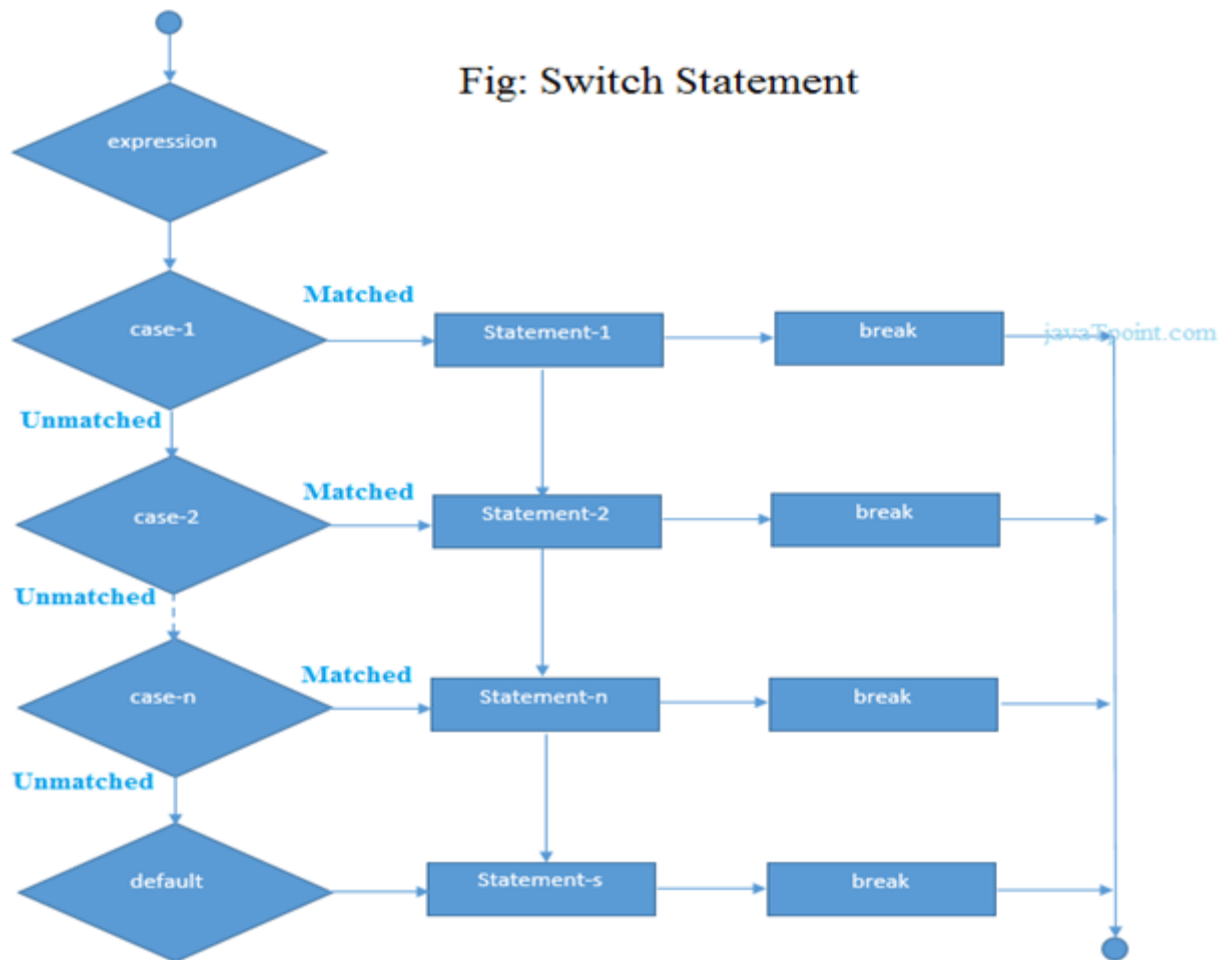 Fig: Switch Statement
expression
case-1
Matched
Statement-1
break
javaTpoint.com
Unmatched
case-2
Matched
Statement-2
break
Unmatched
case-n
Matched
Statement-n
break
Unmatched
default
Statement-s
break